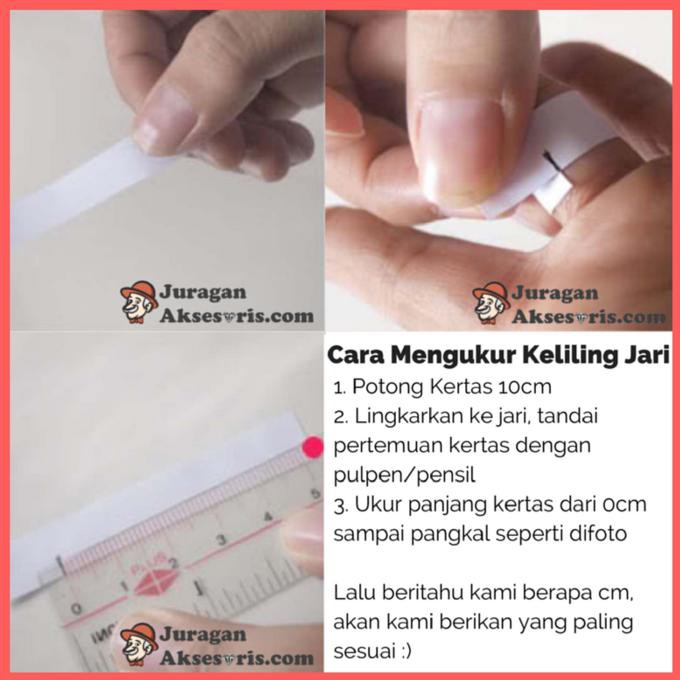 Juragan
Aksesoris.com
Juragan
Aksesoris.com
0 1 2 3 4 5
PLUS
1
Juragan
Aksesoris.com
Cara Mengukur Keliling Jari
1. Potong Kertas 10cm
2. Lingkarkan ke jari, tandai
pertemuan kertas dengan
pulpen/pensil
3. Ukur panjang kertas dari 0cm
sampai pangkal seperti difoto
Lalu beritahu kami berapa cm,
akan kami berikan yang paling
sesuai :)